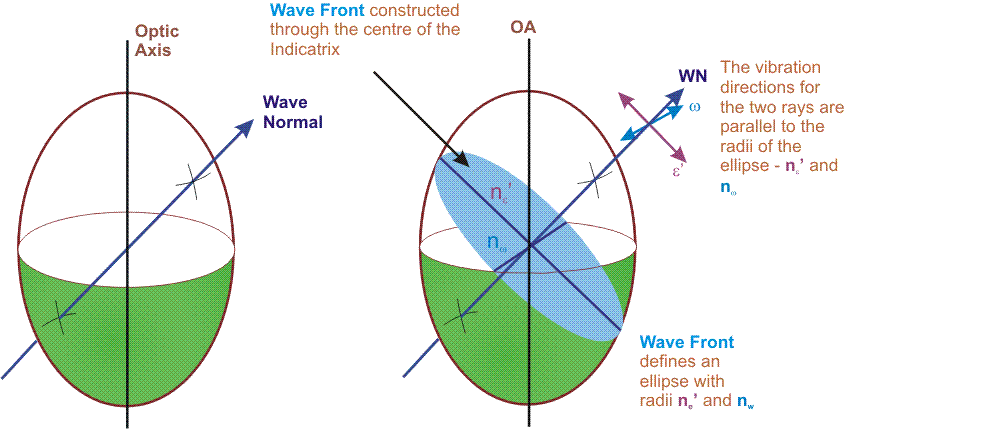 Optic
Axis
Wave
Normal
Wave Front constructed
through the centre of the
Indicatrix
OA
WN
ω
ε'
The vibration
directions for
the two rays are
parallel to the
radii of the
ellipse - nε' and
nω
nε'
nω
Wave Front
defines an
ellipse with
radii ne' and nw